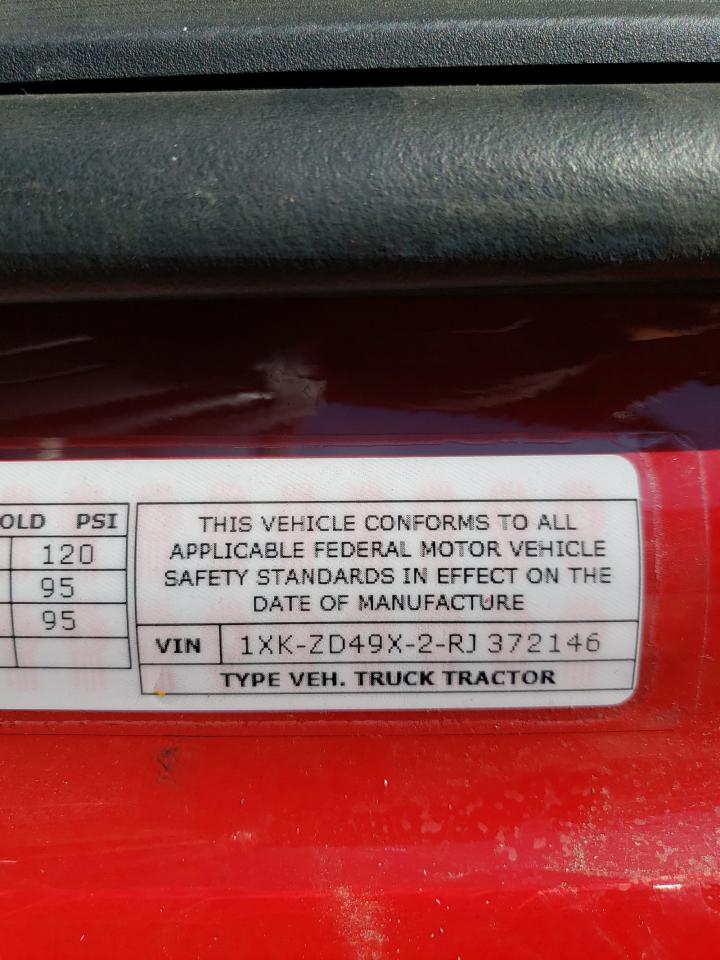 OLD PSI
120
95
95
THIS VEHICLE CONFORMS TO ALL
APPLICABLE FEDERAL MOTOR VEHICLE
SAFETY STANDARDS IN EFFECT ON THE
DATE OF MANUFACTURE
VIN 1XK-ZD49X-2-RJ 372146
TYPE VEH. TRUCK TRACTOR